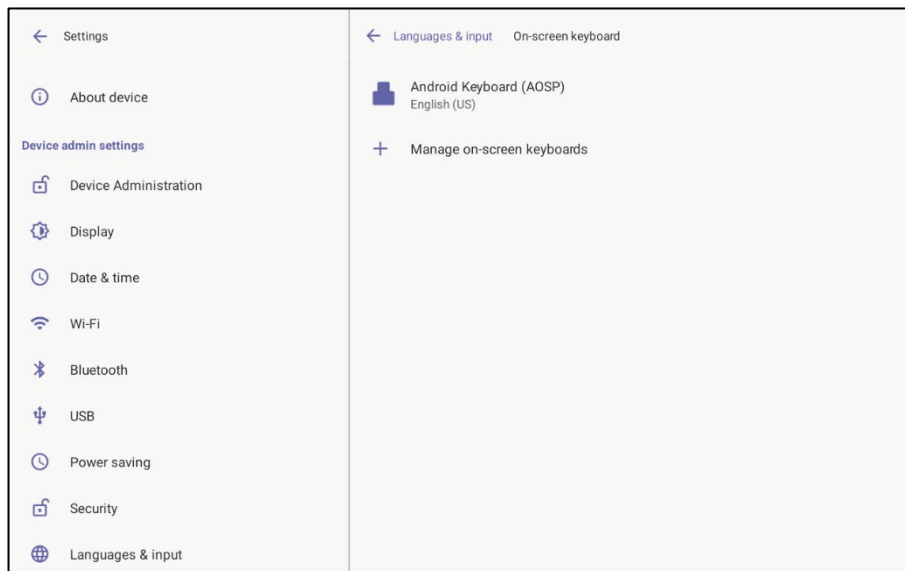 Settings
About device
Device admin settings
Device Administration
Display
Date & time
Wi-Fi
Bluetooth
USB
Power saving
Security
Languages & input
Languages & input On-screen keyboard
Android Keyboard (AOSP)
English (US)
Manage on-screen keyboards